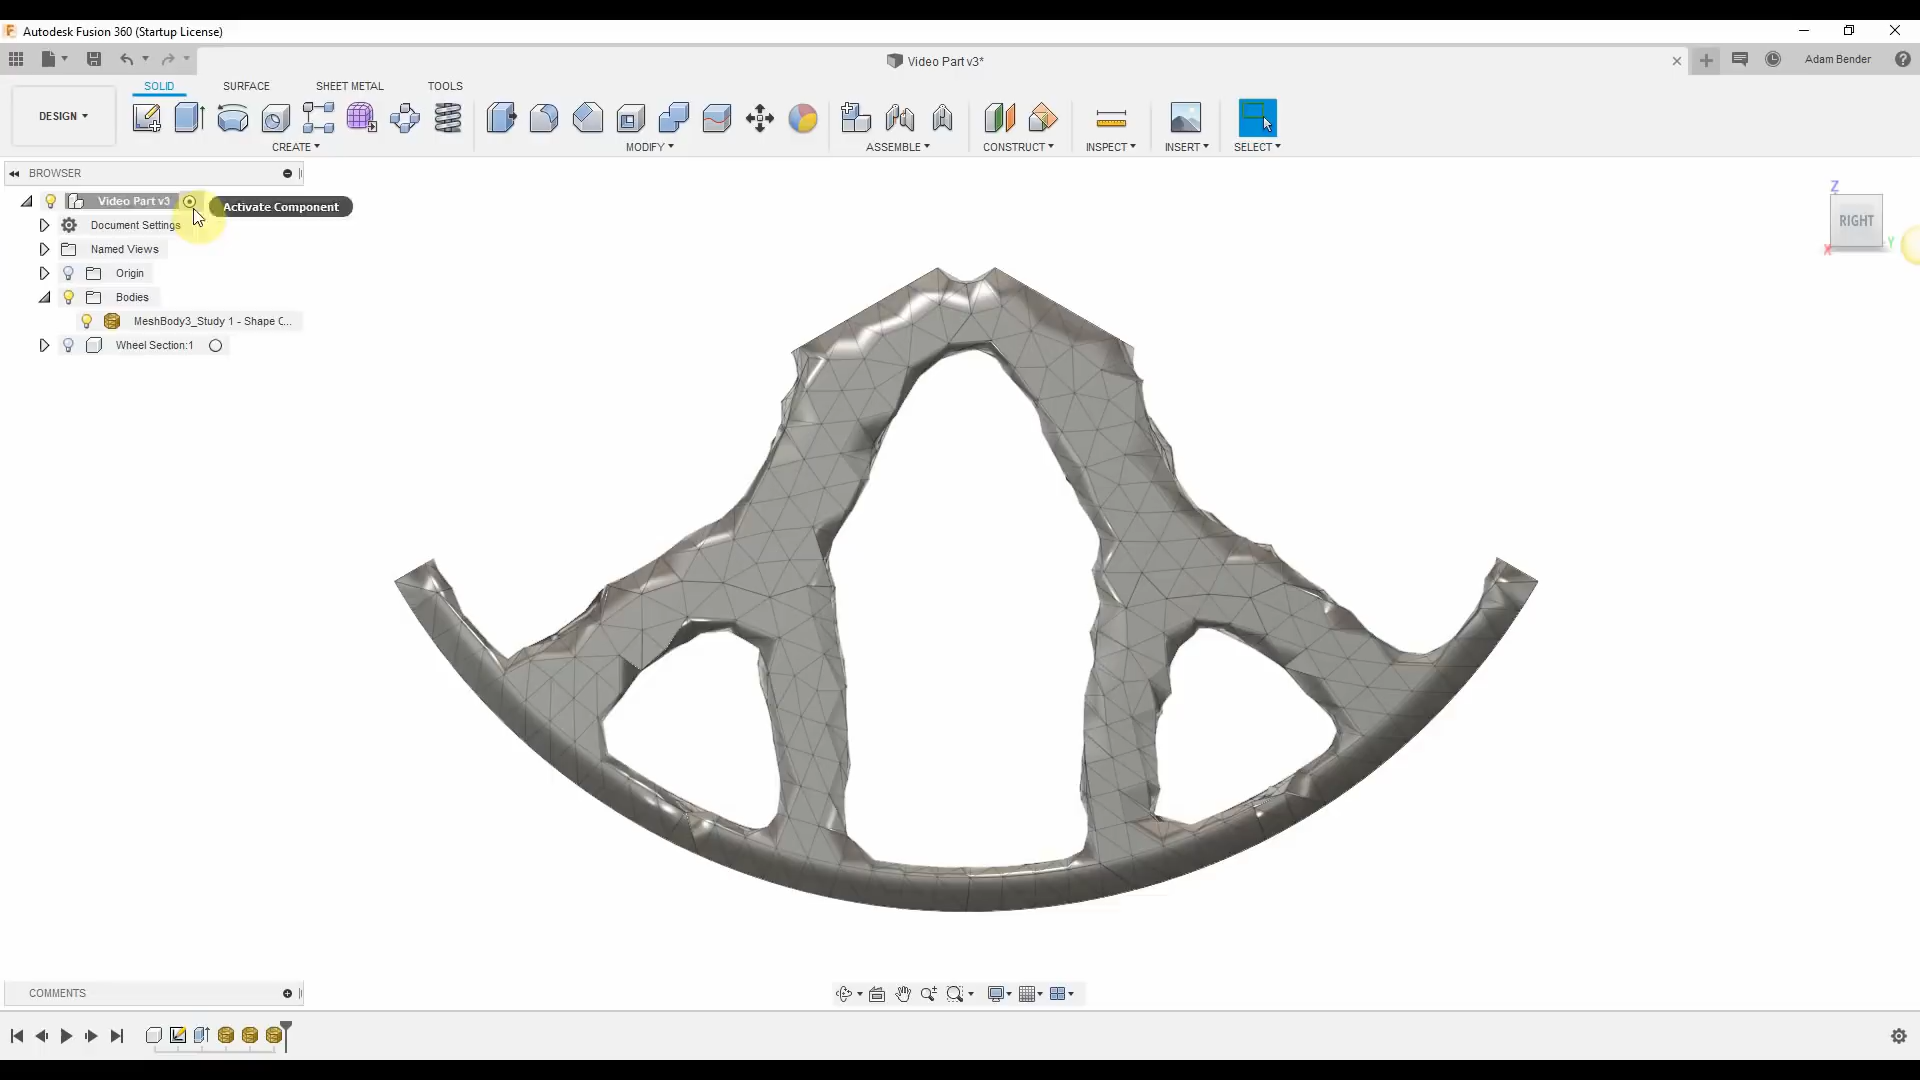 Autodesk Fusion 360 (Startup License)
Video Part v3*
Adam Bender
SOLID SURFACE SHEET METAL TOOLS
DESIGN
CREATE MODIFY ASSEMBLE CONSTRUCT INSPECT INSERT SELECT
BROWSER
Video Part v3
Activate Component
Document Settings
Named Views
Origin
Bodies
MeshBody3_Study 1 - Shape C...
Wheel Section:1
Z
RIGHT
Y
X
COMMENTS